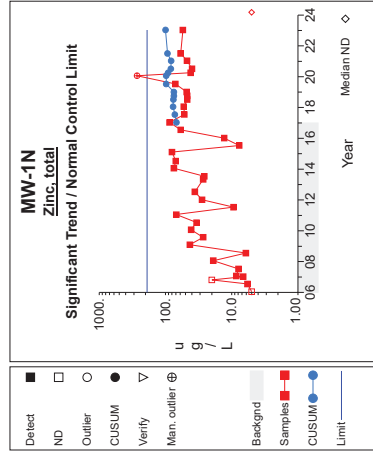 MW-1N
Zinc, total
Significant Trend / Normal Control Limit
1000.
100.
10.0
1.00
u
g
/
L
06
08
10
12
14
16
18
20
22
24
Year
Median ND
Detect
ND
Outlier
CUSUM
Verify
Man. outlier
Backgnd
Samples
CUSUM
Limit